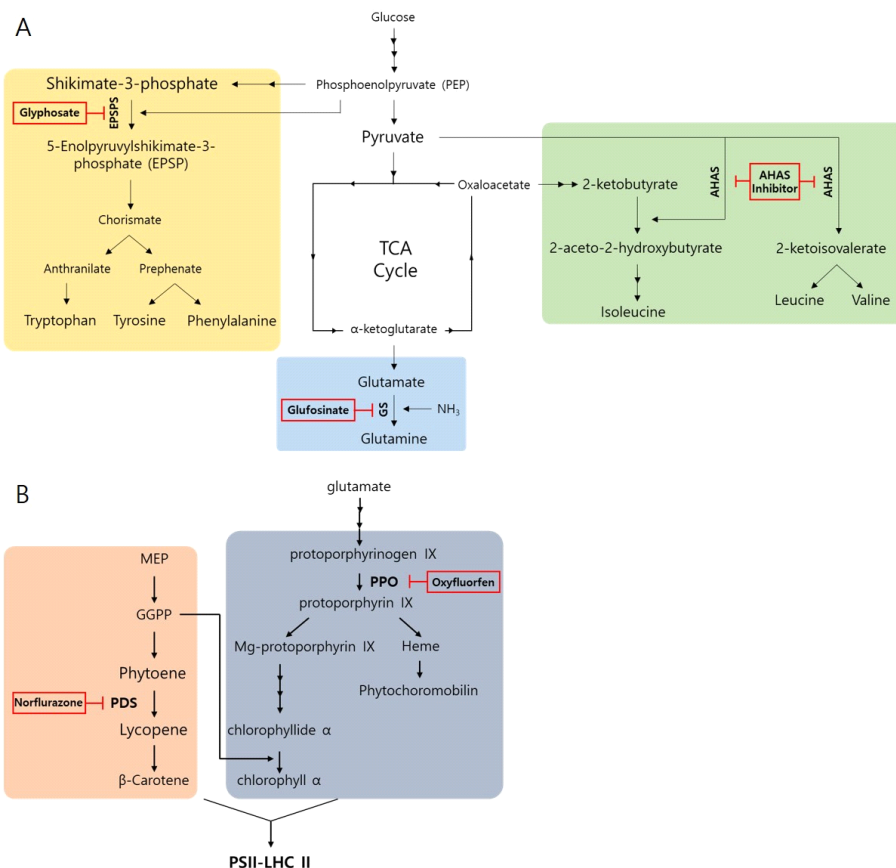 A
Glucose
Shikimate-3-phosphate
Phosphoenolpyruvate (PEP)
Glyphosate
EPSPS
5-Enolpyruvylshikimate-3-
phosphate (EPSP)
Chorismate
Anthranilate
Prephenate
Tryptophan
Tyrosine
Phenylalanine
Pyruvate
Oxaloacetate
TCA
Cycle
α-ketoglutarate
2-ketobutyrate
AHAS
AHAS
Inhibitor
AHAS
2-aceto-2-hydroxybutyrate
2-ketoisovalerate
Isoleucine
Leucine
Valine
Glutamate
Glufosinate
GS
NH₃
Glutamine
B
glutamate
MEP
GGPP
Phytoene
Norflurazone
PDS
Lycopene
β-Carotene
protoporphyrinogen IX
PPO
Oxyfluorfen
protoporphyrin IX
Mg-protoporphyrin IX
Heme
Phytochoromobilin
chlorophyllide α
chlorophyll α
PSII-LHC II